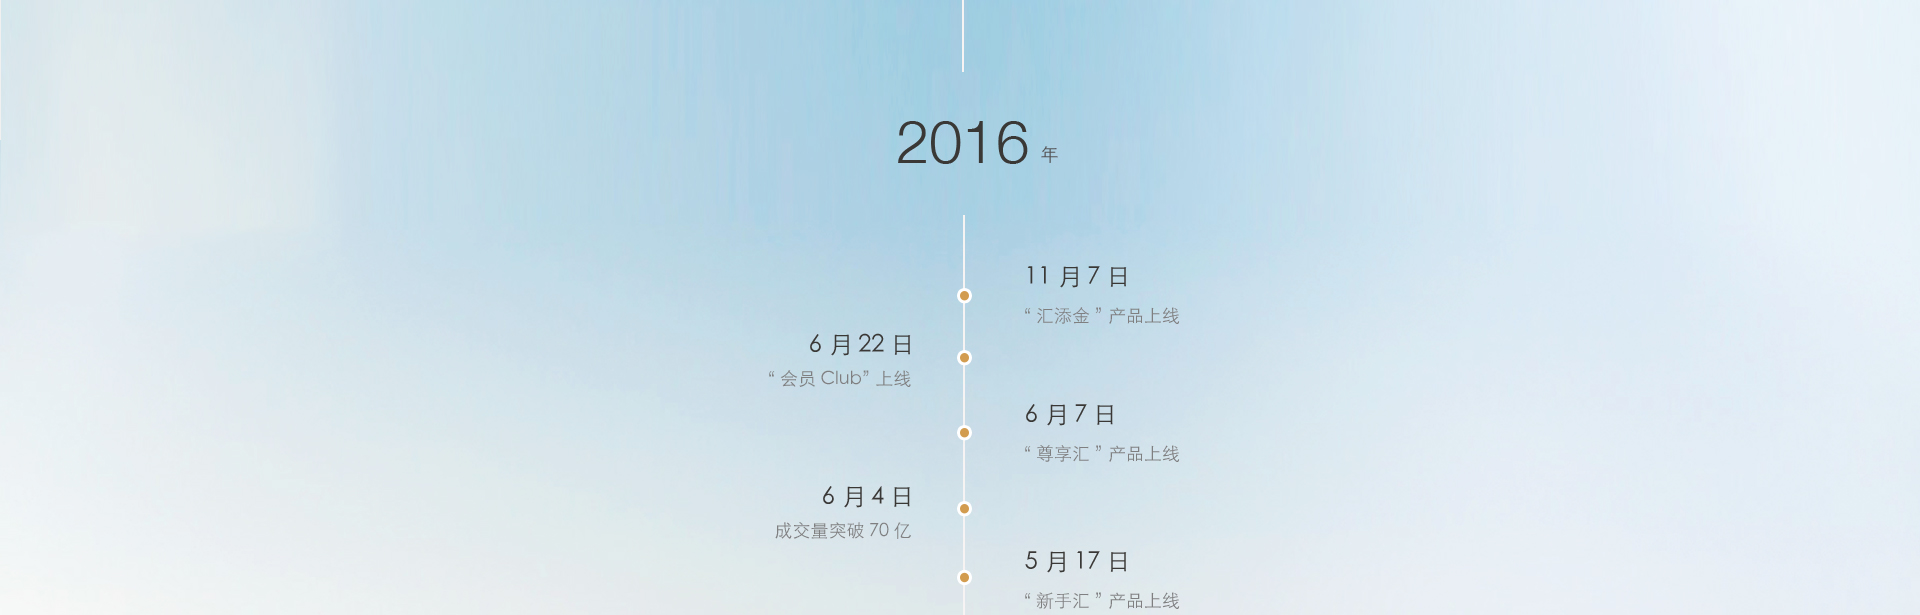 2016 年
11 月 7 日
“ 汇添金 ” 产品上线
6 月 22 日
“ 会员 Club” 上线
6 月 7 日
“ 尊享汇 ” 产品上线
6 月 4 日
成交量突破 70 亿
5 月 17 日
“ 新手汇 ” 产品上线